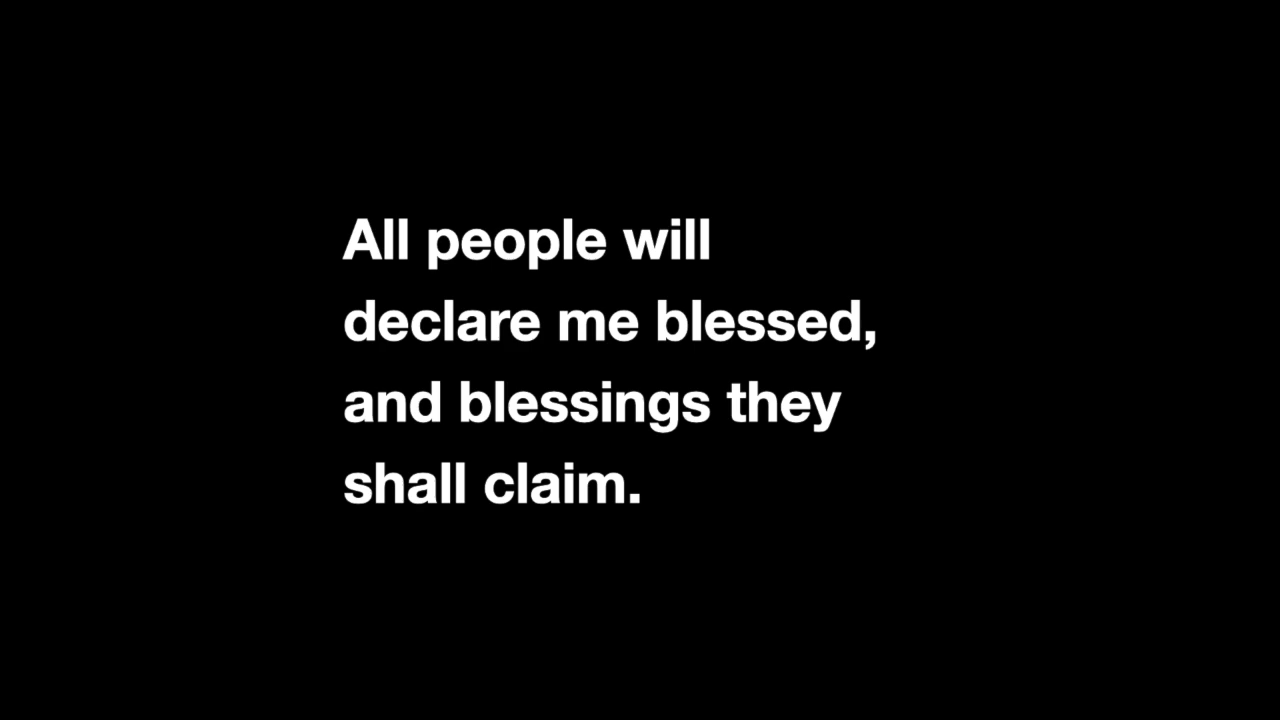 All people will
declare me blessed,
and blessings they
shall claim.